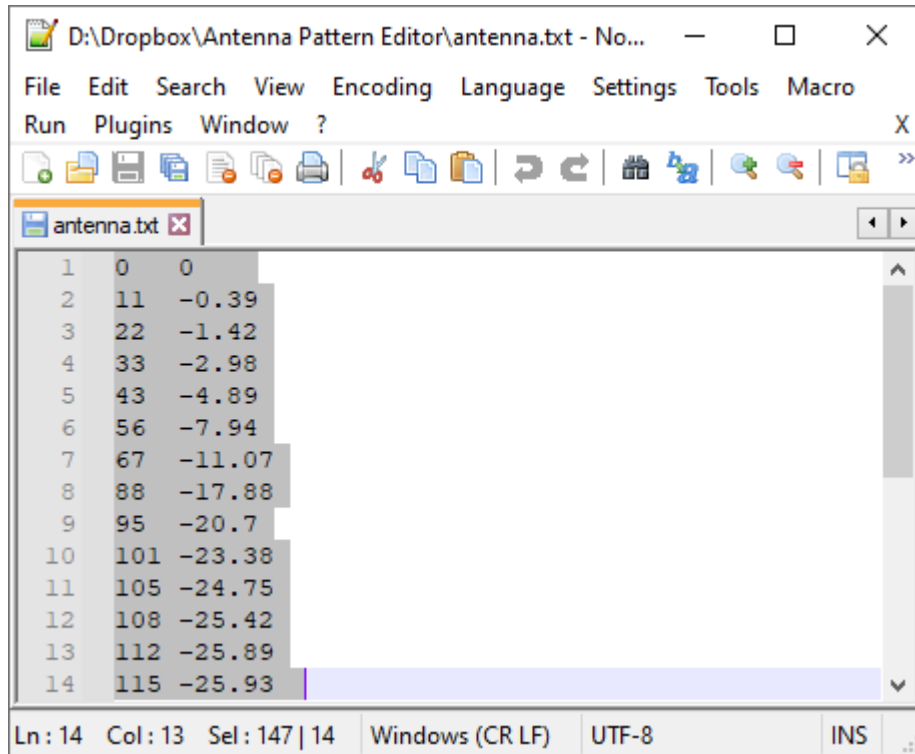 D:\Dropbox\Antenna Pattern Editor\antenna.txt - No...
File Edit Search View Encoding Language Settings Tools Macro
Run Plugins Window ? X
antenna.txt
1 0 0
2 11 -0.39
3 22 -1.42
4 33 -2.98
5 43 -4.89
6 56 -7.94
7 67 -11.07
8 88 -17.88
9 95 -20.7
10 101 -23.38
11 105 -24.75
12 108 -25.42
13 112 -25.89
14 115 -25.93
Ln : 14 Col : 13 Sel : 147 | 14 Windows (CR LF) UTF-8 INS